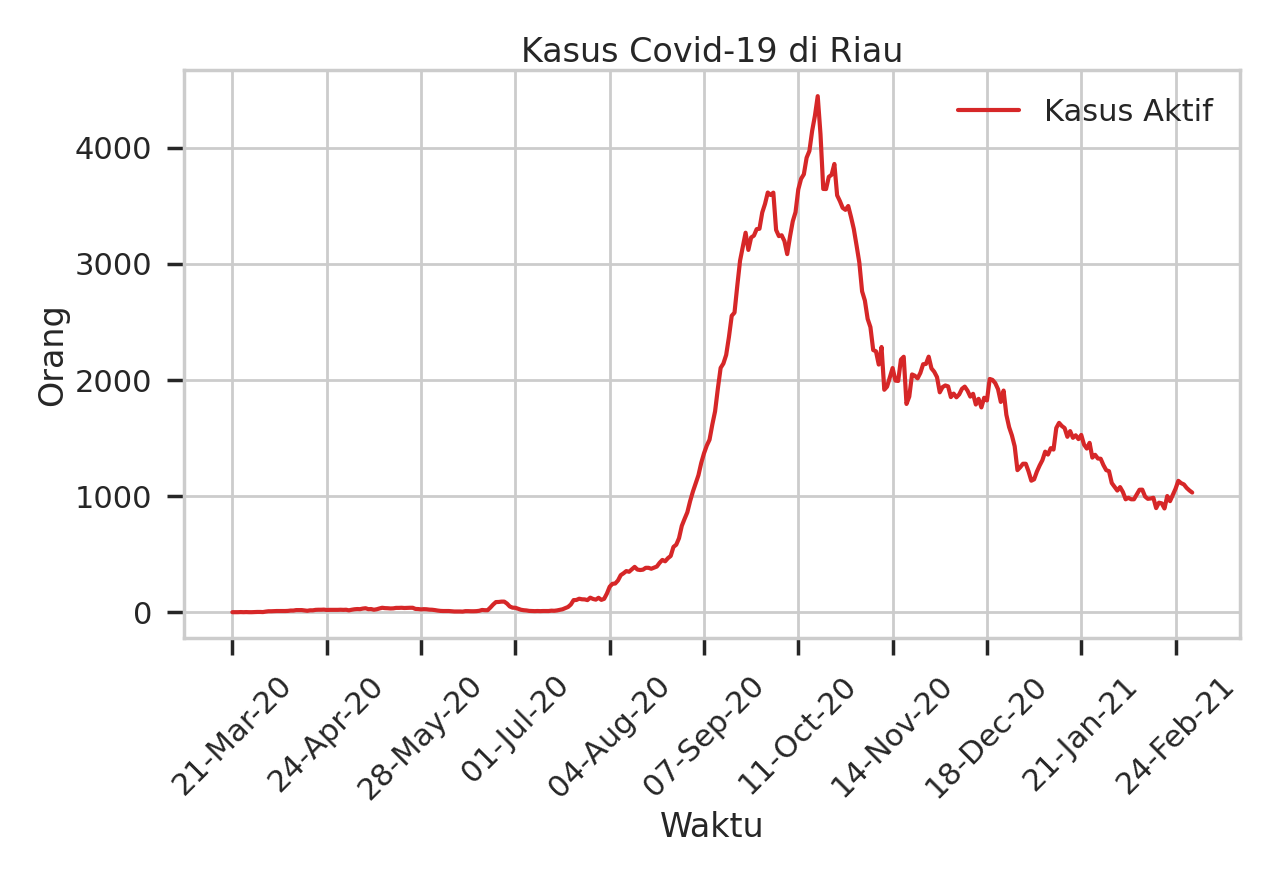 Kasus Covid-19 di Riau
Kasus Aktif
4000
3000
2000
1000
0
Orang
21-Mar-20
24-Apr-20
28-May-20
01-Jul-20
04-Aug-20
07-Sep-20
11-Oct-20
14-Nov-20
18-Dec-20
21-Jan-21
24-Feb-21
Waktu